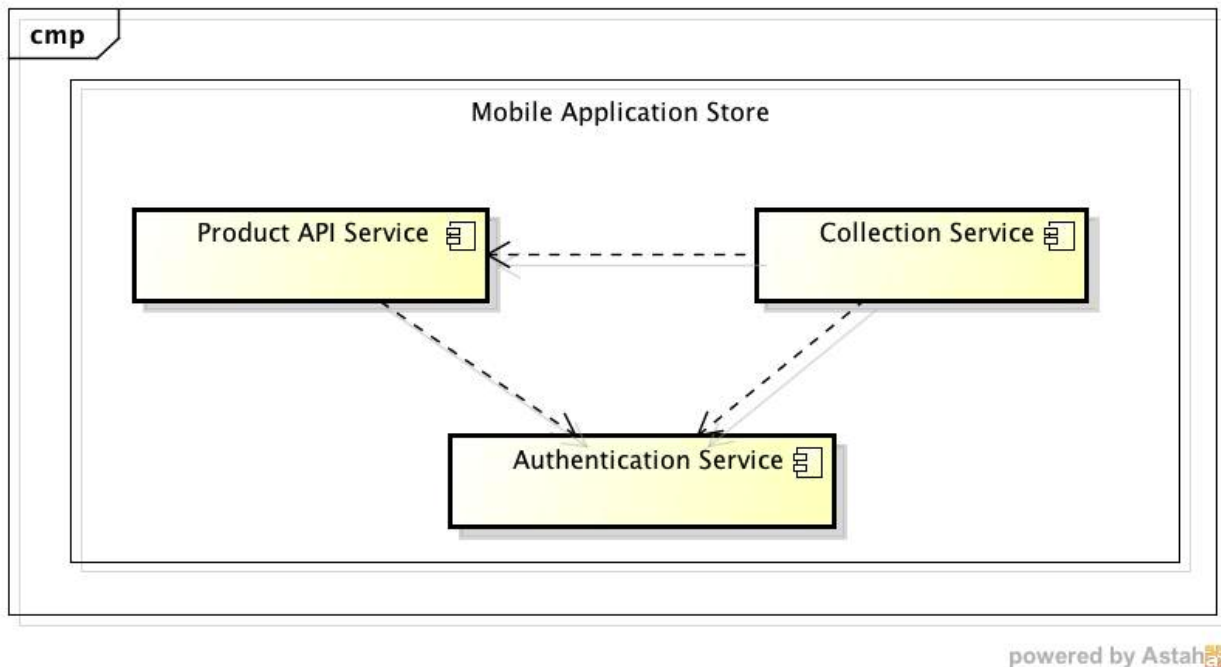 cmp
Mobile Application Store
Product API Service
Collection Service
Authentication Service
powered by Astah